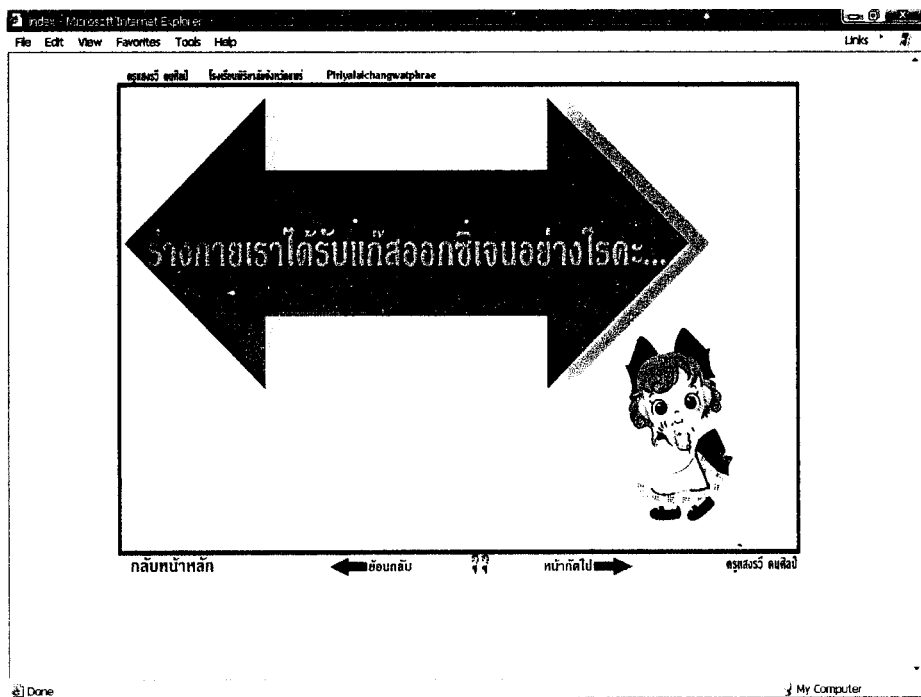 index - Microsoft Internet Explorer
File Edit View Favorites Tools Help Links
ครูแสงรวี คนศิลป์ โรงเรียนพิริยาลัยจังหวัดแพร่ Piriyalaichangwatphrae
ร่างกายเราได้รับแก๊สออกซิเจนอย่างไรคะ...
กลับหน้าหลัก ย้อนกลับ หน้าถัดไป ครูแสงรวี คนศิลป์
Done My Computer